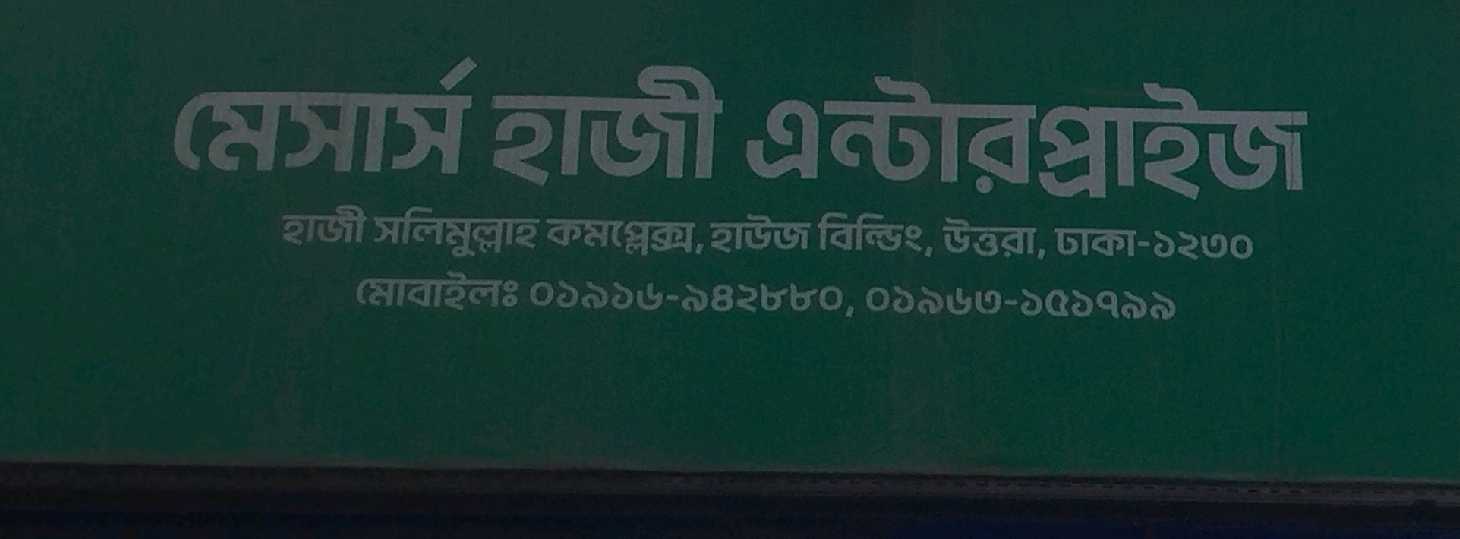 মেসার্স হাজী এন্টারপ্রাইজ
হাজী সলিমুল্লাহ কমপ্লেক্স, হাউজ বিল্ডিং, উত্তরা, ঢাকা-১২৩০
মোবাইলঃ ০১৯১৬-৯৪২৮৮০, ০১৯৬৩-১৫১৭৯৯